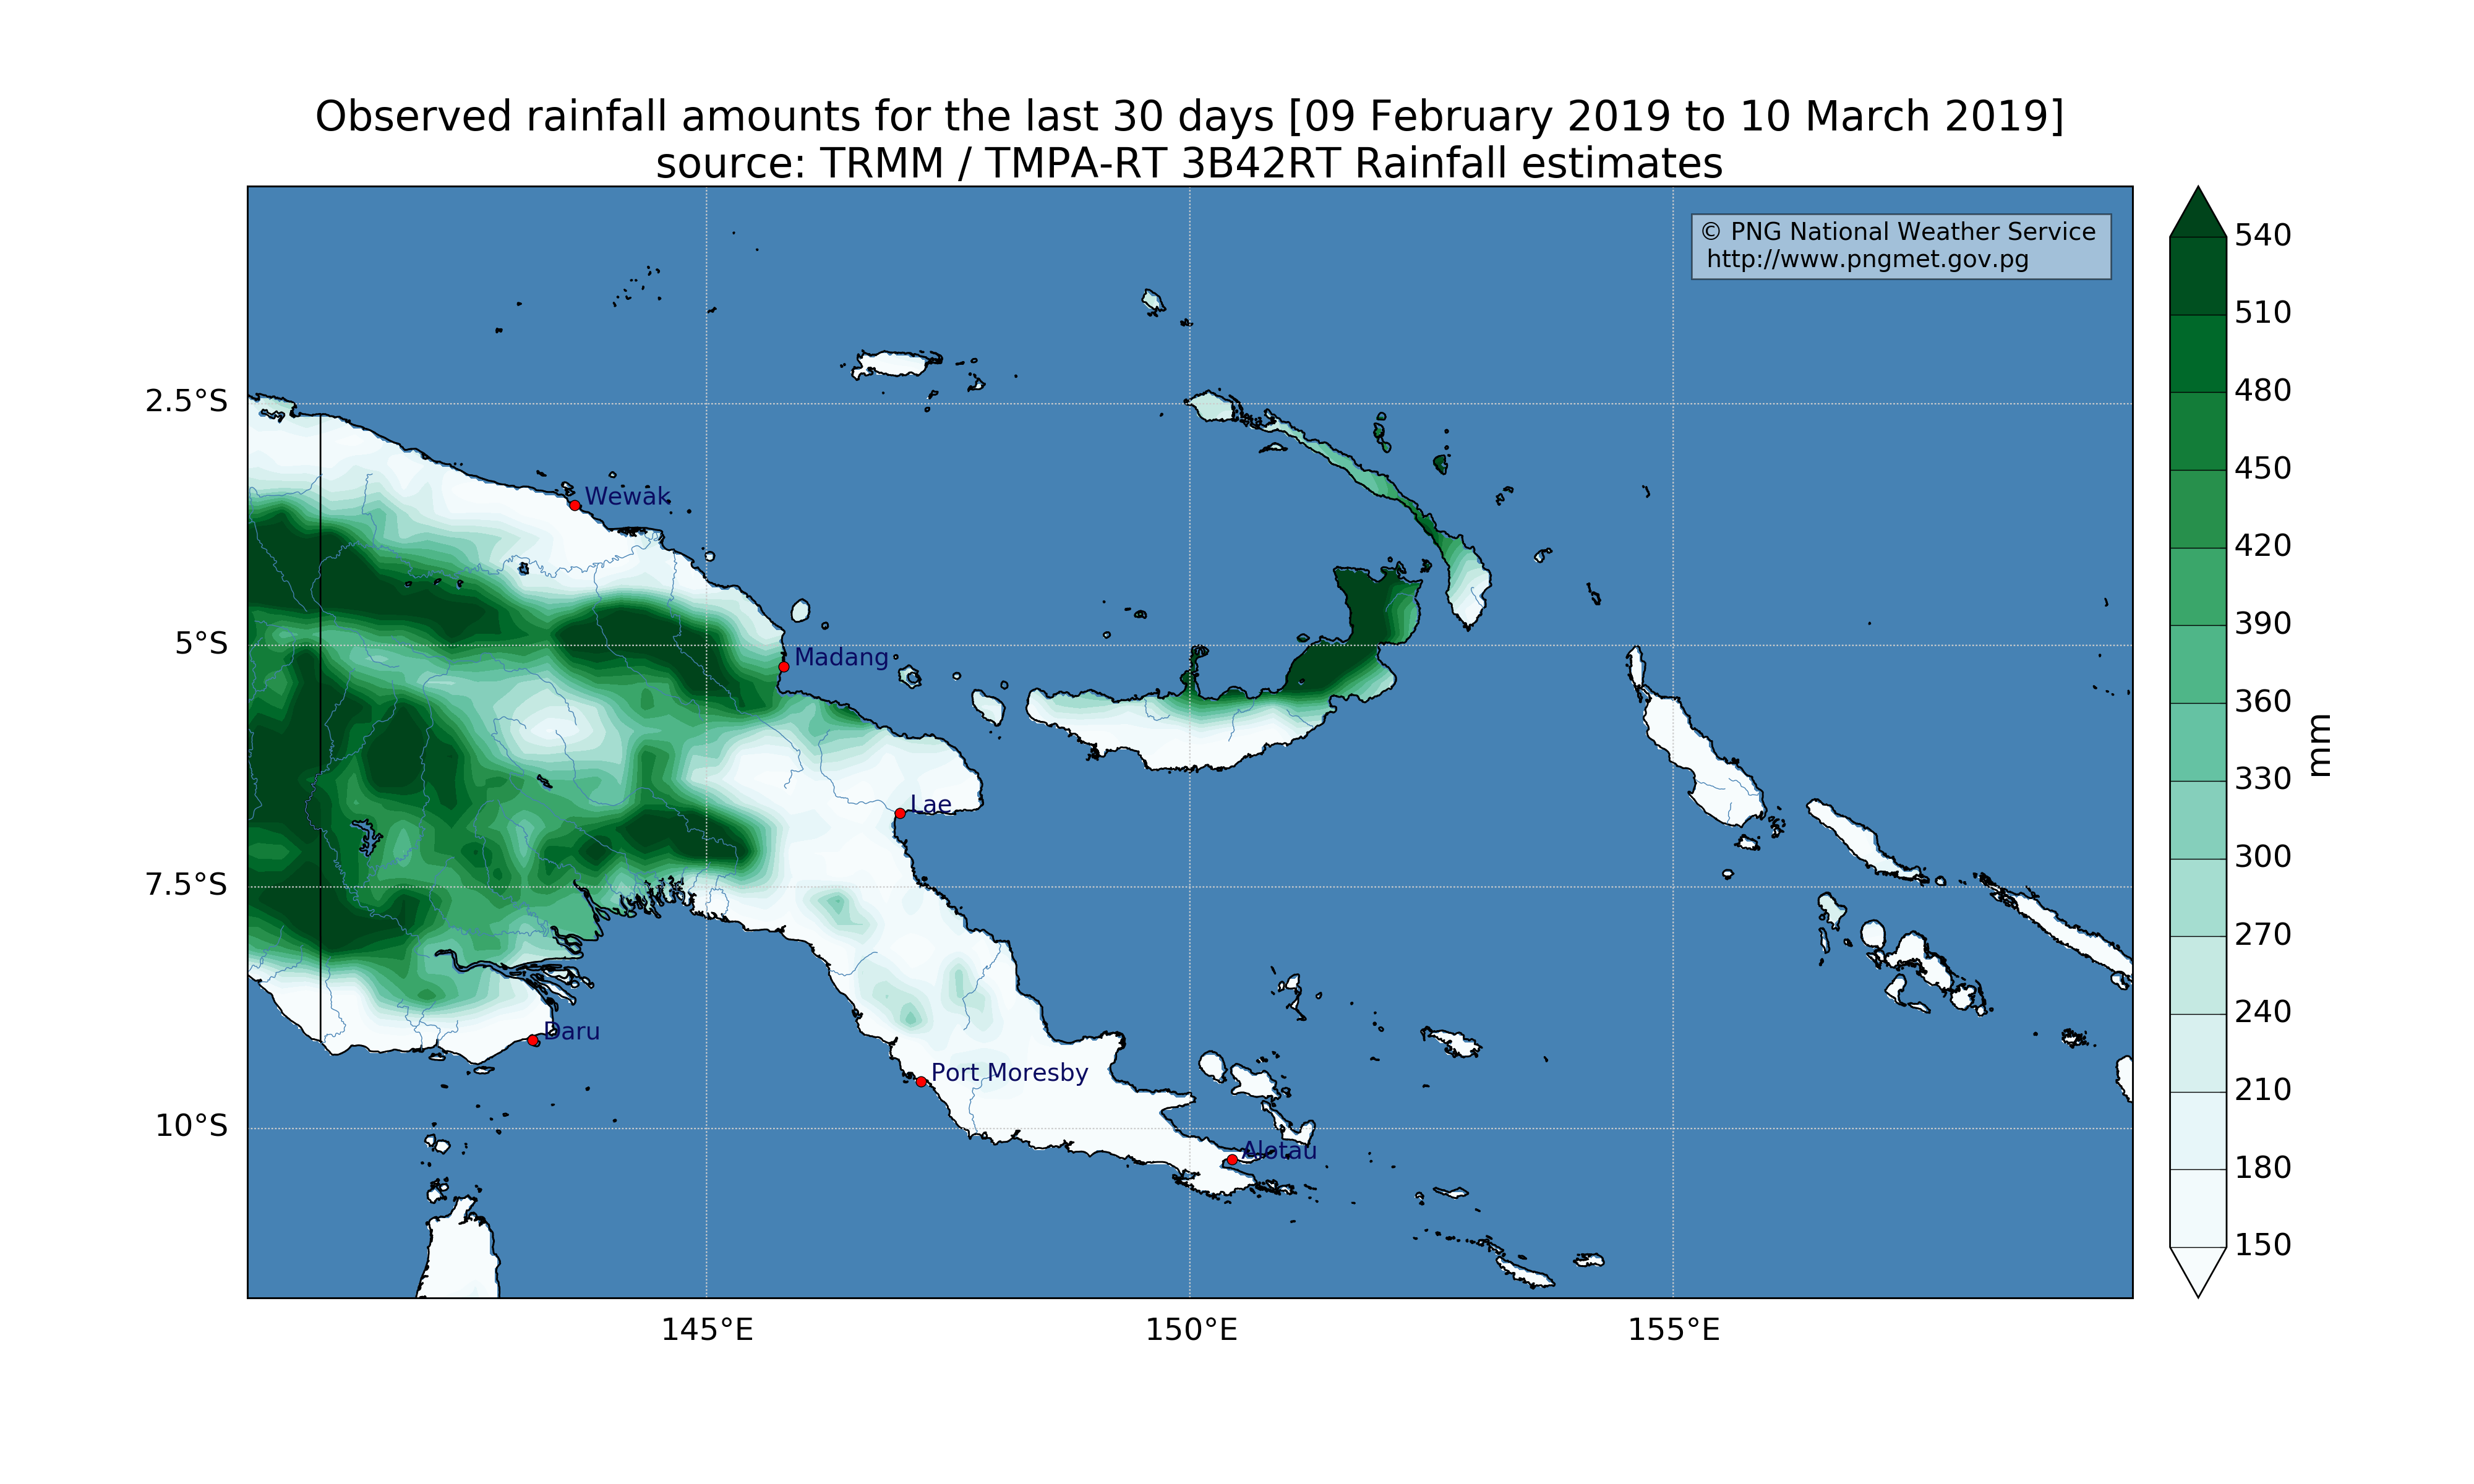 Observed rainfall amounts for the last 30 days [09 February 2019 to 10 March 2019]
source: TRMM / TMPA-RT 3B42RT Rainfall estimates
© PNG National Weather Service
http://www.pngmet.gov.pg
540
510
480
450
420
390
360
330
300
270
240
210
180
150
mm
2.5°S
5°S
7.5°S
10°S
Wewak
Madang
Lae
Daru
Port Moresby
Alotau
145°E
150°E
155°E